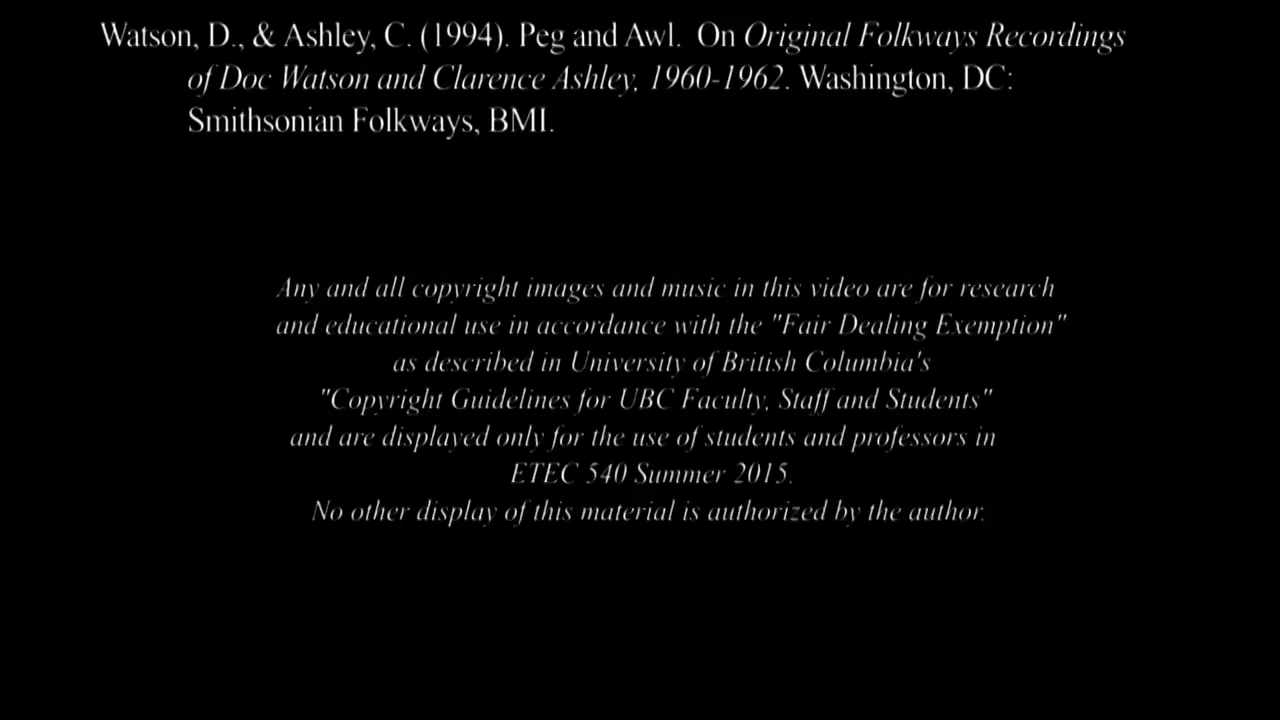 Watson, D., & Ashley, C. (1994). Peg and Awl. On Original Folkways Recordings
of Doc Watson and Clarence Ashley, 1960-1962. Washington, DC:
Smithsonian Folkways, BMI.
Any and all copyright images and music in this video are for research
and educational use in accordance with the "Fair Dealing Exemption"
as described in University of British Columbia's
"Copyright Guidelines for UBC Faculty, Staff and Students"
and are displayed only for the use of students and professors in
ETEC 540 Summer 2015.
No other display of this material is authorized by the author.